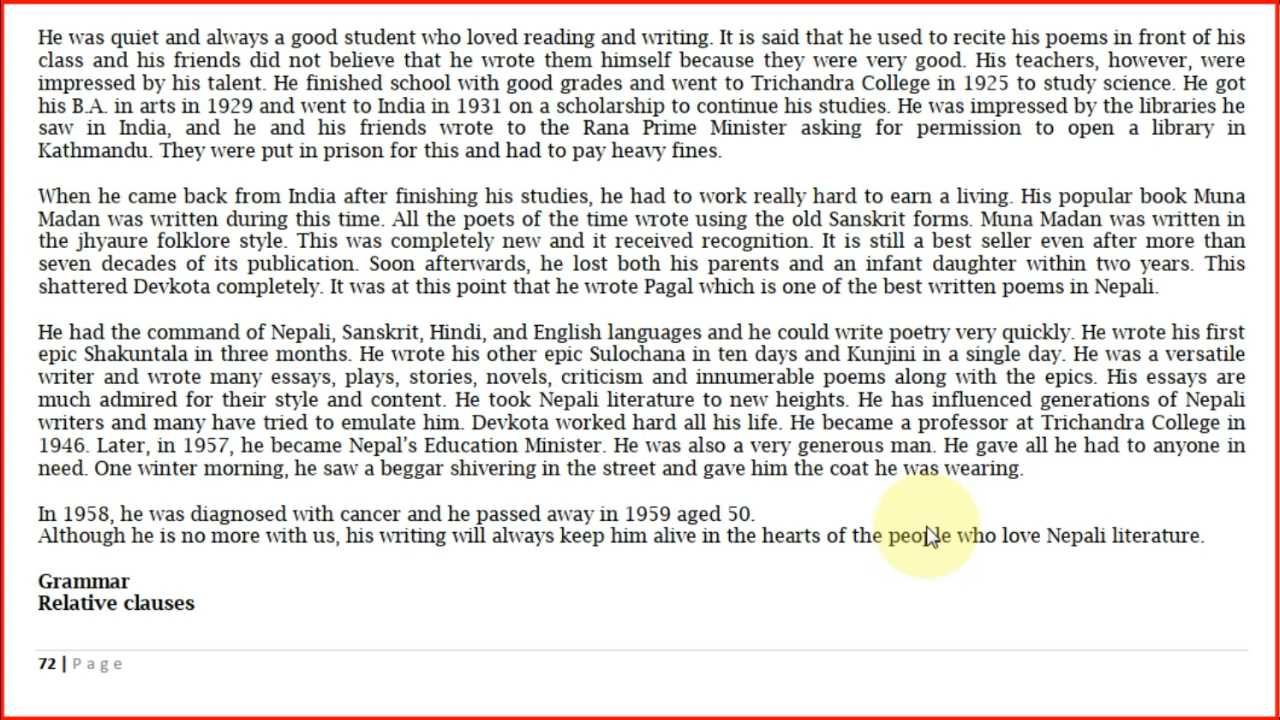 He was quiet and always a good student who loved reading and writing. It is said that he used to recite his poems in front of his
class and his friends did not believe that he wrote them himself because they were very good. His teachers, however, were
impressed by his talent. He finished school with good grades and went to Trichandra College in 1925 to study science. He got
his B.A. in arts in 1929 and went to India in 1931 on a scholarship to continue his studies. He was impressed by the libraries he
saw in India, and he and his friends wrote to the Rana Prime Minister asking for permission to open a library in
Kathmandu. They were put in prison for this and had to pay heavy fines.
When he came back from India after finishing his studies, he had to work really hard to earn a living. His popular book Muna
Madan was written during this time. All the poets of the time wrote using the old Sanskrit forms. Muna Madan was written in
the jhyaure folklore style. This was completely new and it received recognition. It is still a best seller even after more than
seven decades of its publication. Soon afterwards, he lost both his parents and an infant daughter within two years. This
shattered Devkota completely. It was at this point that he wrote Pagal which is one of the best written poems in Nepali.
He had the command of Nepali, Sanskrit, Hindi, and English languages and he could write poetry very quickly. He wrote his first
epic Shakuntala in three months. He wrote his other epic Sulochana in ten days and Kunjini in a single day. He was a versatile
writer and wrote many essays, plays, stories, novels, criticism and innumerable poems along with the epics. His essays are
much admired for their style and content. He took Nepali literature to new heights. He has influenced generations of Nepali
writers and many have tried to emulate him. Devkota worked hard all his life. He became a professor at Trichandra College in
1946. Later, in 1957, he became Nepal’s Education Minister. He was also a very generous man. He gave all he had to anyone in
need. One winter morning, he saw a beggar shivering in the street and gave him the coat he was wearing.
In 1958, he was diagnosed with cancer and he passed away in 1959 aged 50.
Although he is no more with us, his writing will always keep him alive in the hearts of the people who love Nepali literature.
Grammar
Relative clauses
72 | Page